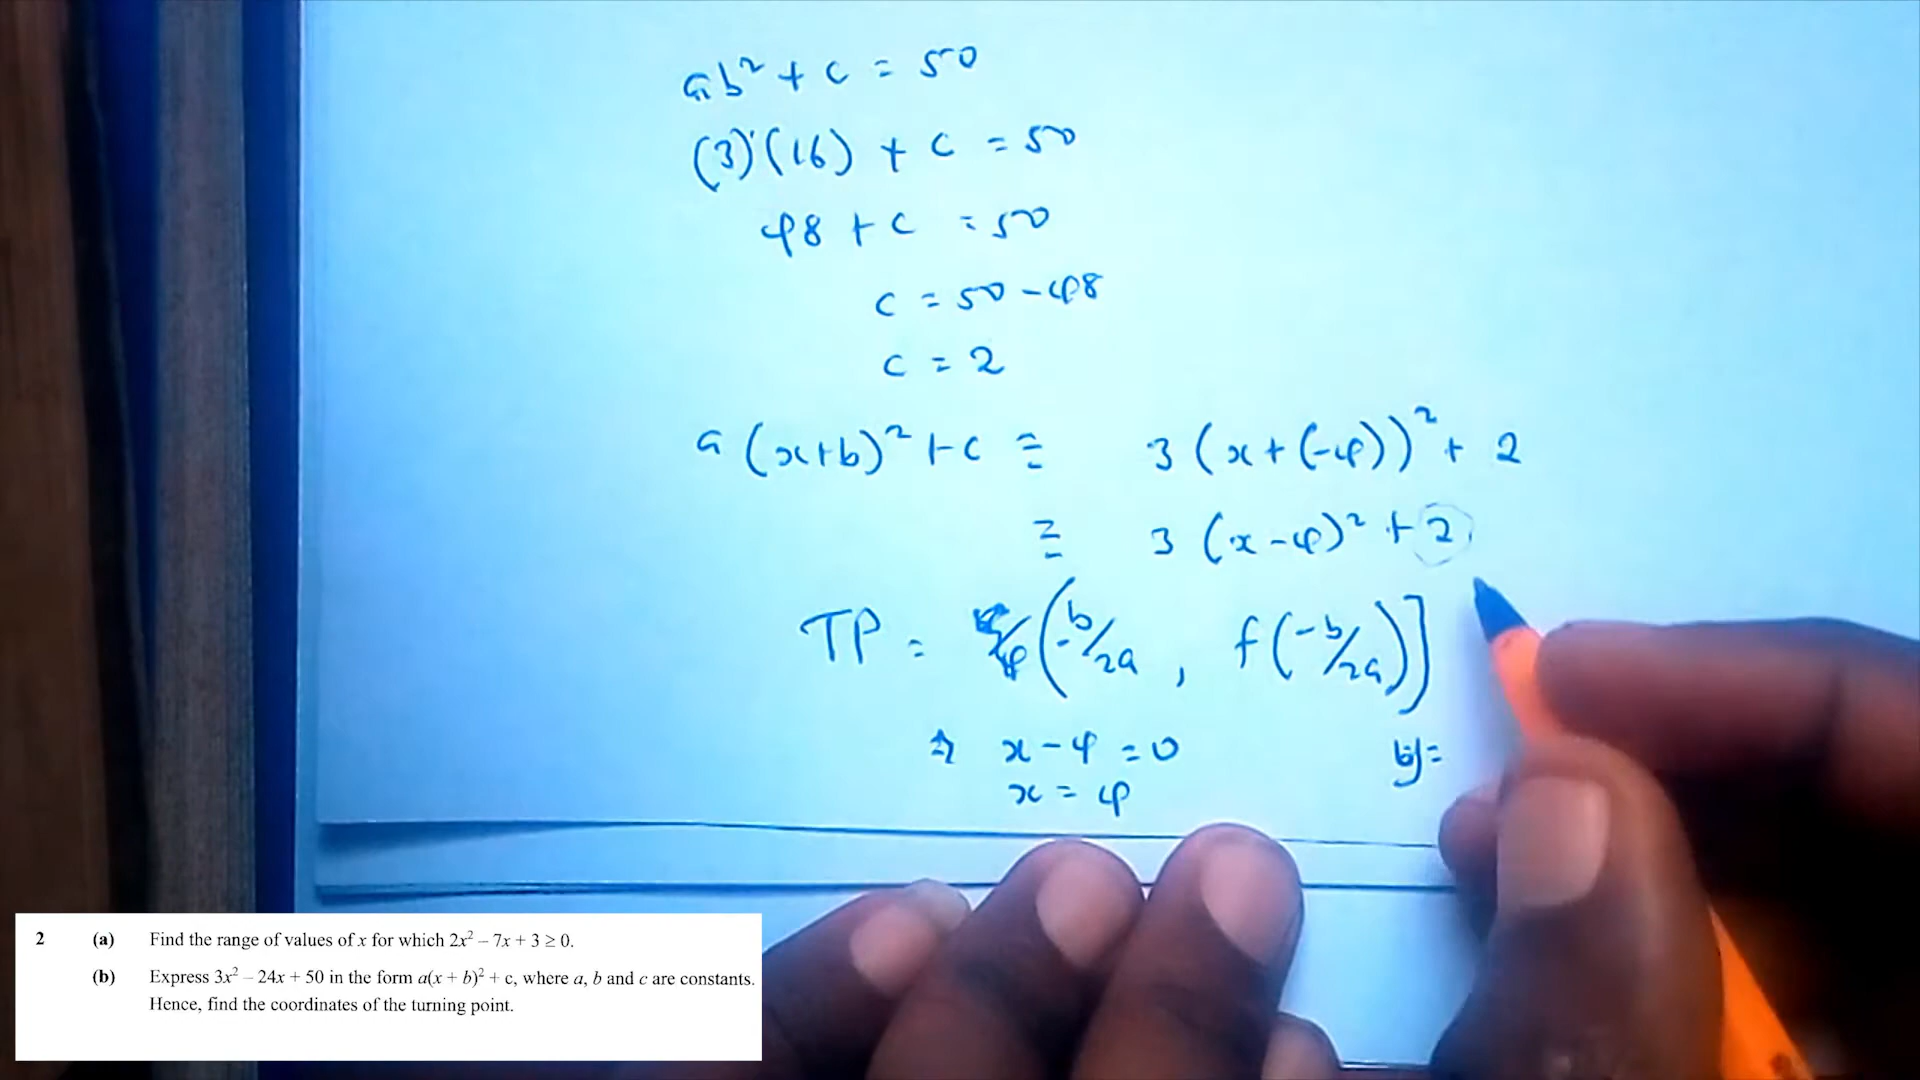 ab² + c = 50
(3)(16) + c = 50
48 + c = 50
c = 50 - 48
c = 2
a (x+b)² + c ≡ 3 (x + (-4))² + 2
≡ 3 (x - 4)² + 2
TP = (-b/2a , f(-b/2a)]
⇒ x - 4 = 0 y =
x = 4
2 (a) Find the range of values of x for which 2x² – 7x + 3 ≥ 0.
(b) Express 3x² – 24x + 50 in the form a(x + b)² + c, where a, b and c are constants.
Hence, find the coordinates of the turning point.